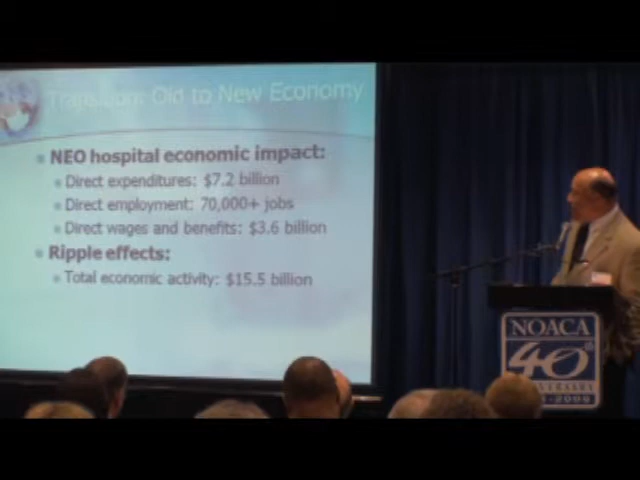 Transition: Old to New Economy
NEO hospital economic impact:
Direct expenditures: $7.2 billion
Direct employment: 70,000+ jobs
Direct wages and benefits: $3.6 billion
Ripple effects:
Total economic activity: $15.5 billion
NOACA
40th